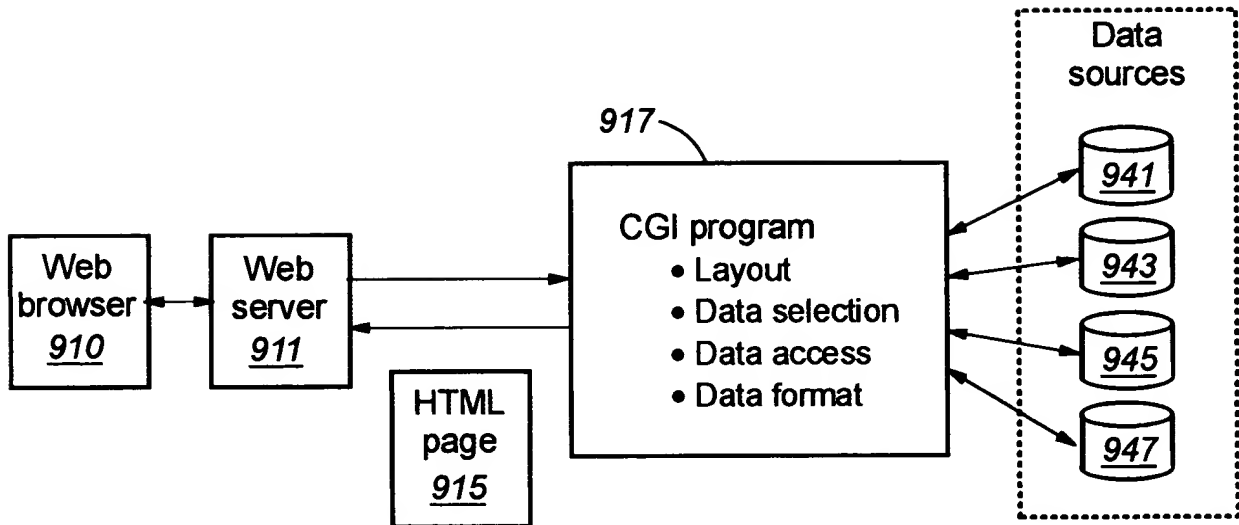 Data
sources
917
941
CGI program
• Layout
• Data selection
• Data access
• Data format
943
945
947
Web
browser
910
Web
server
911
HTML
page
915